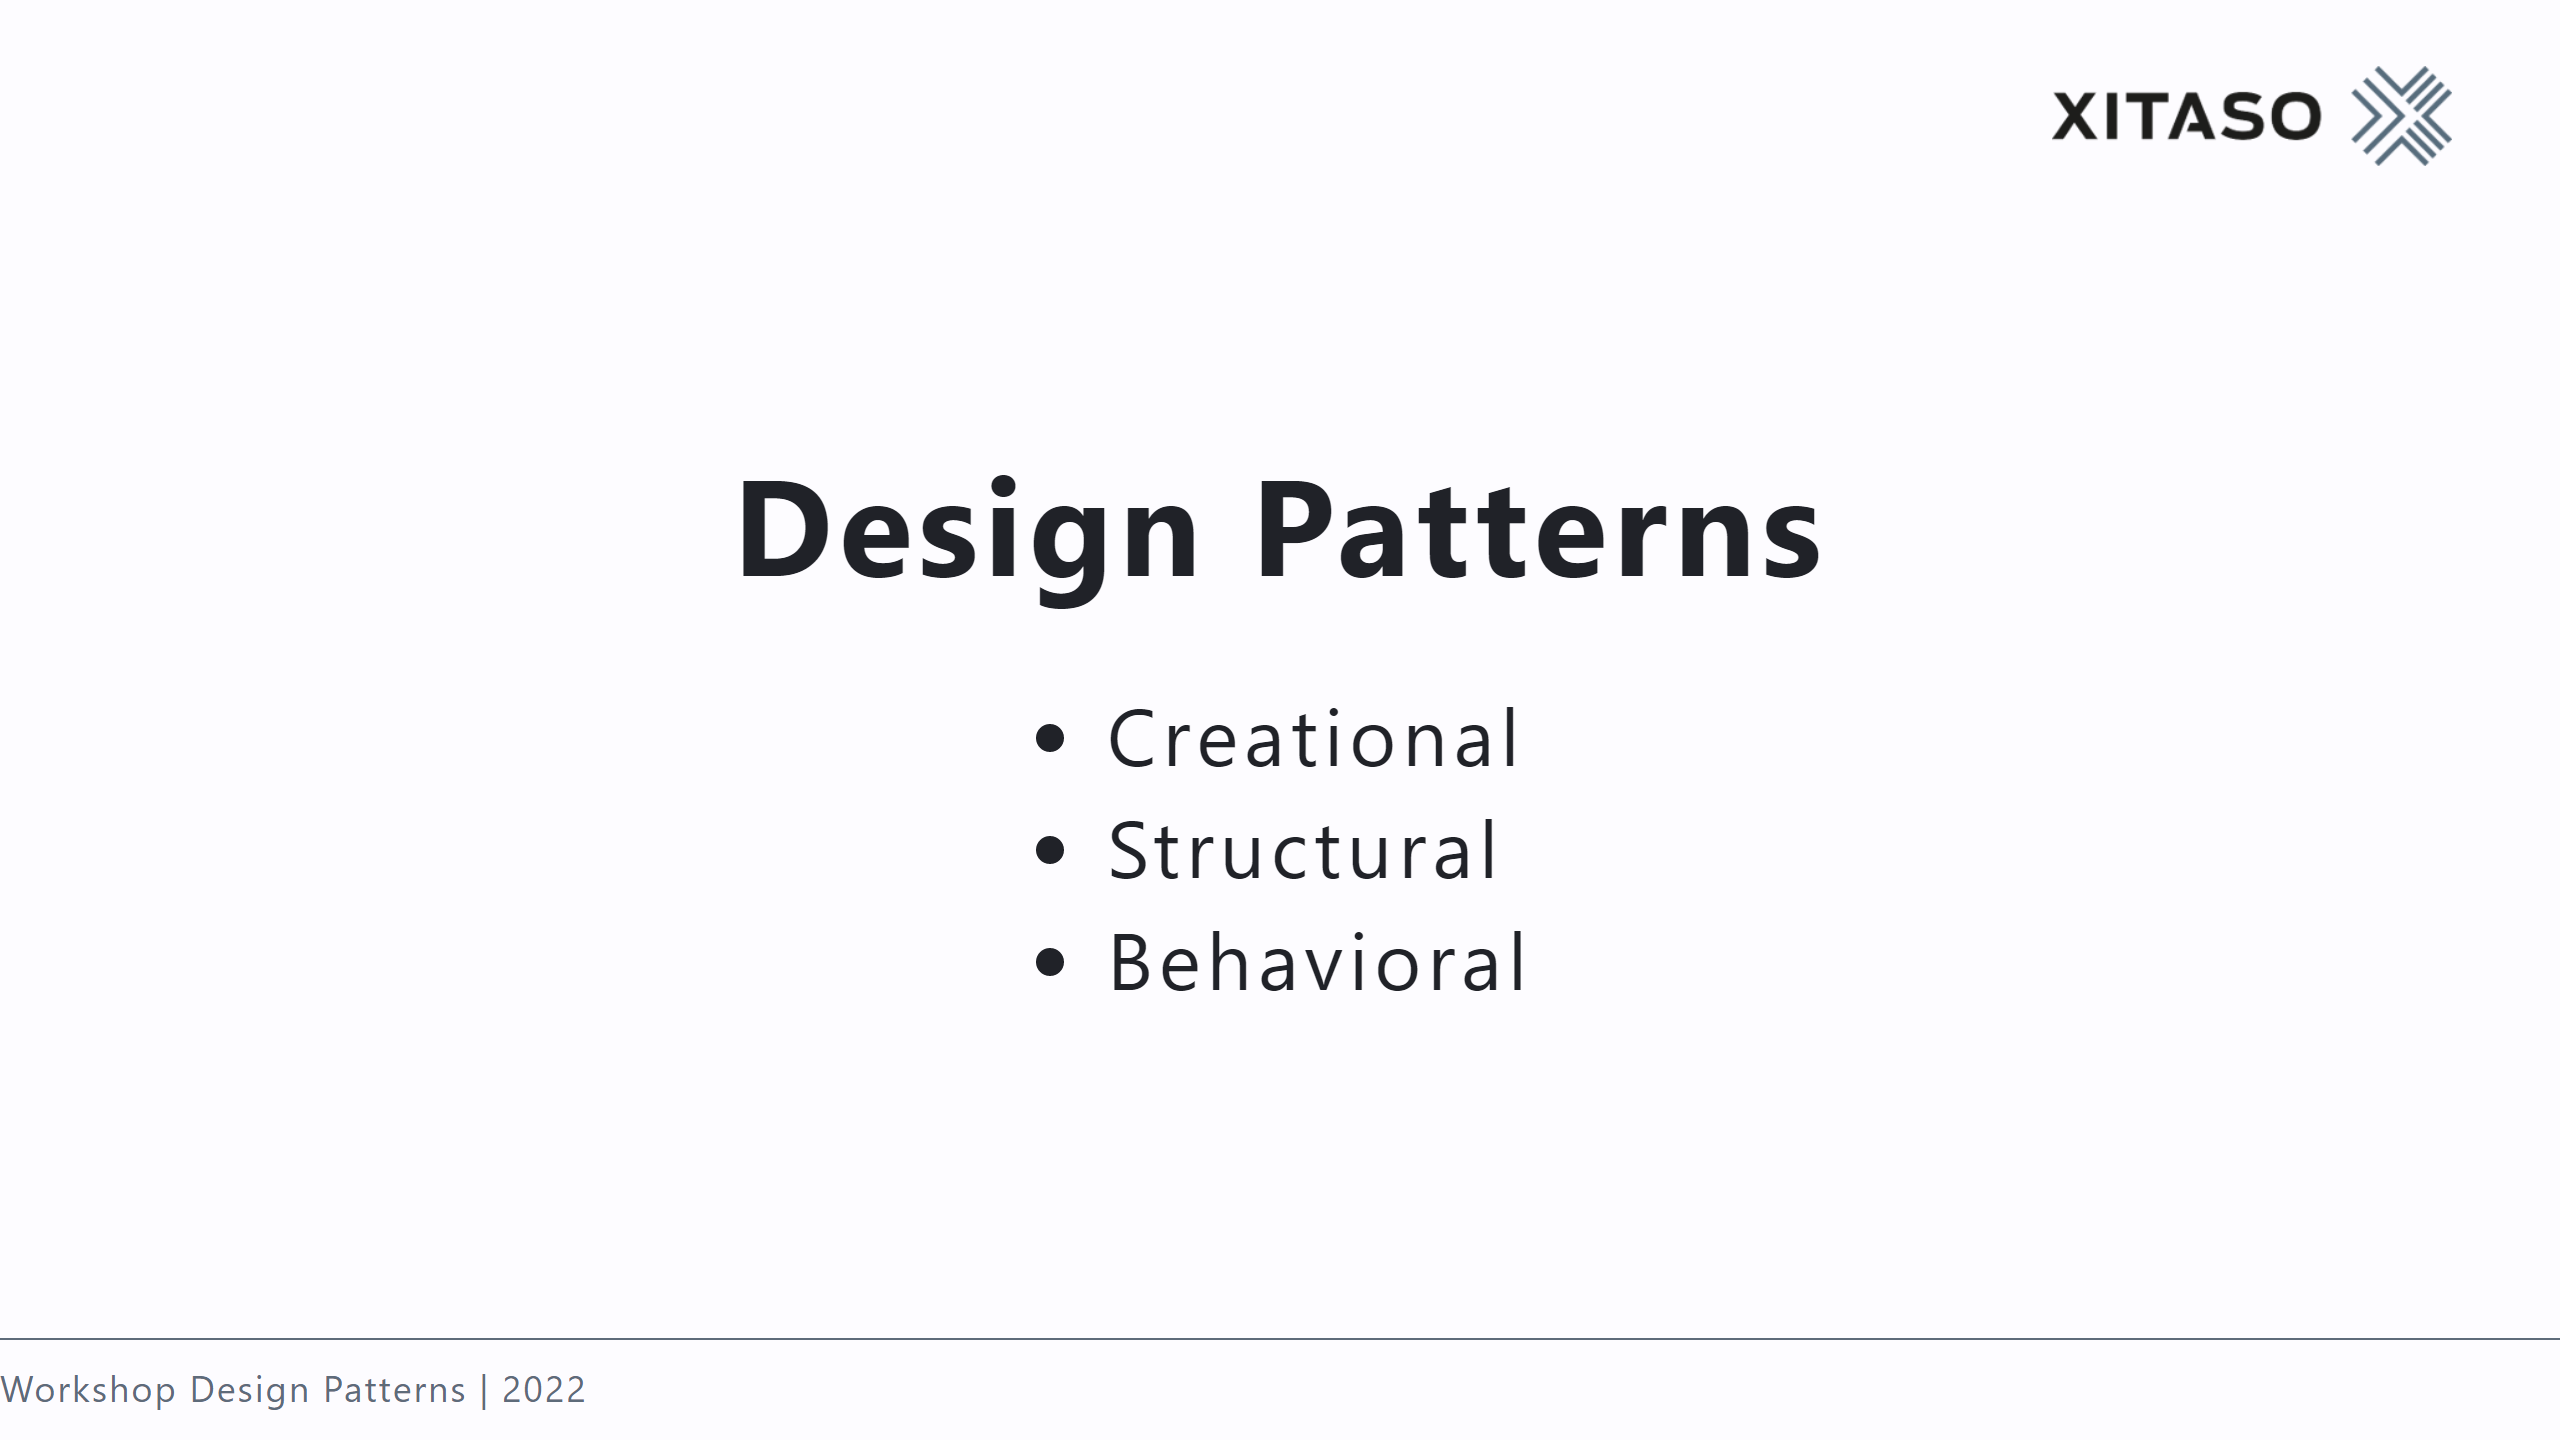 XITASO
Design Patterns
• Creational
• Structural
• Behavioral
Workshop Design Patterns | 2022